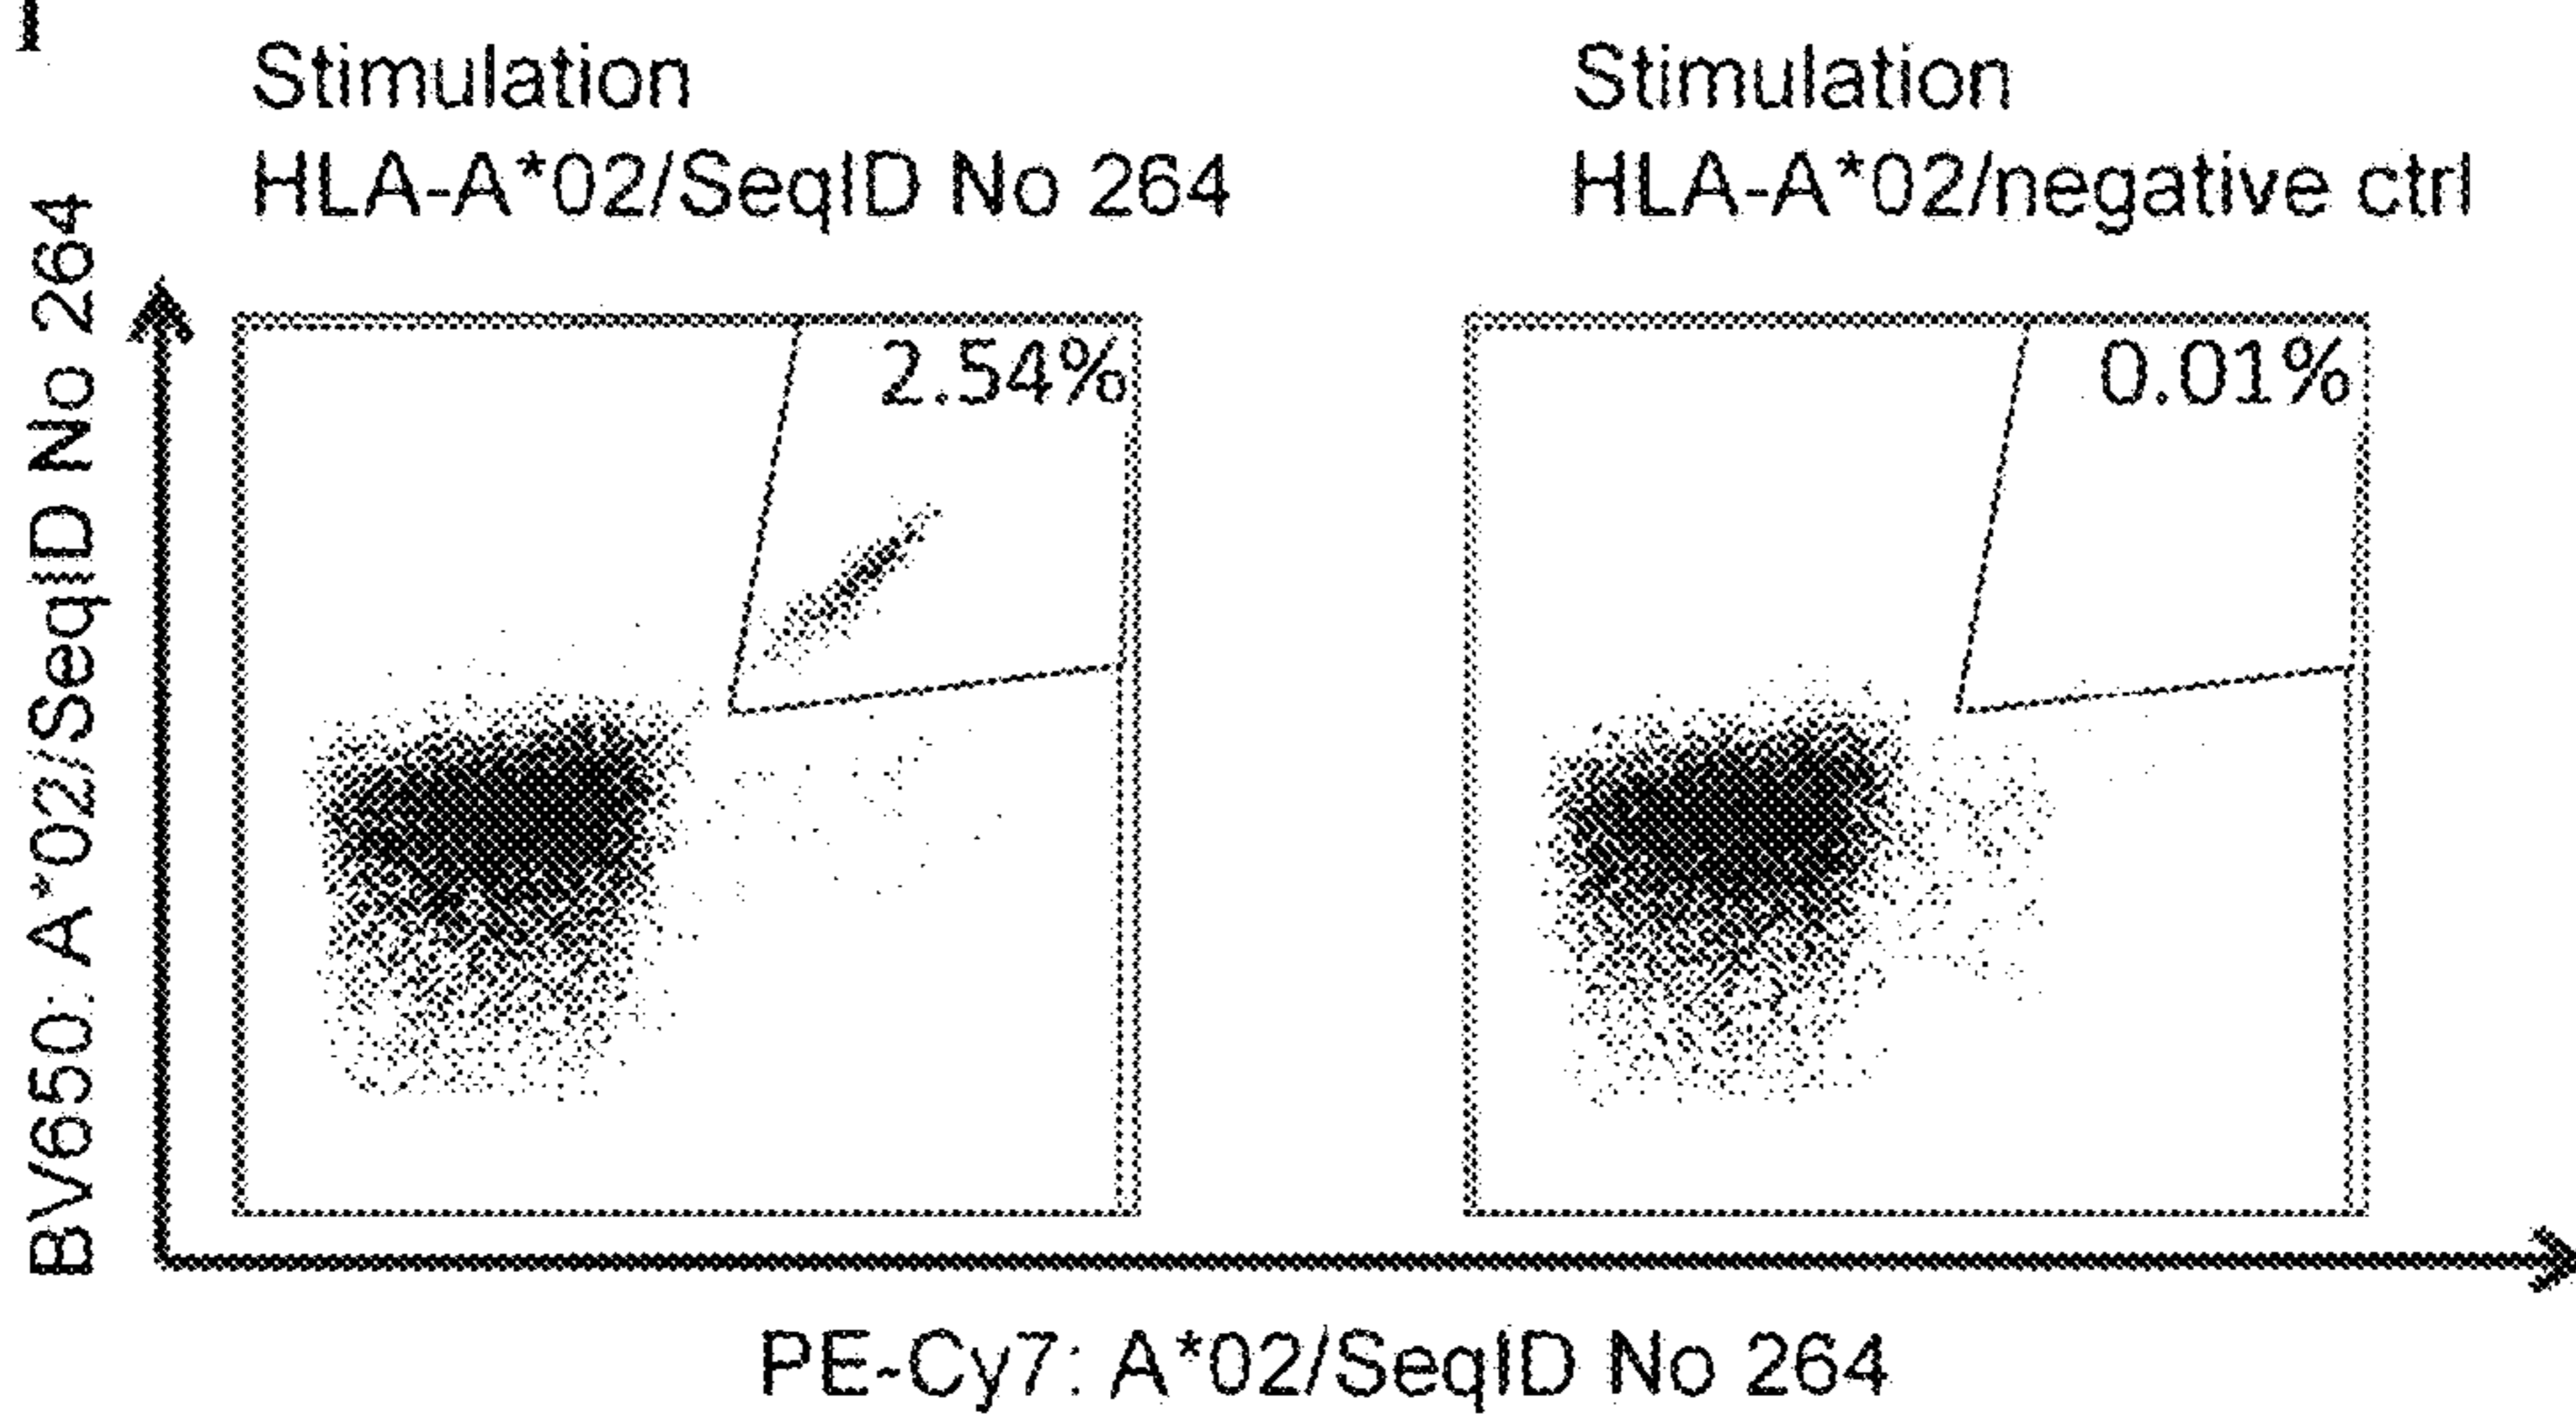 Stimulation
HLA-A*02/SeqID No 264
Stimulation
HLA-A*02/negative ctrl
BV650: A*02/SeqID No 264
2.54%
0.01%
PE-Cy7: A*02/SeqID No 264